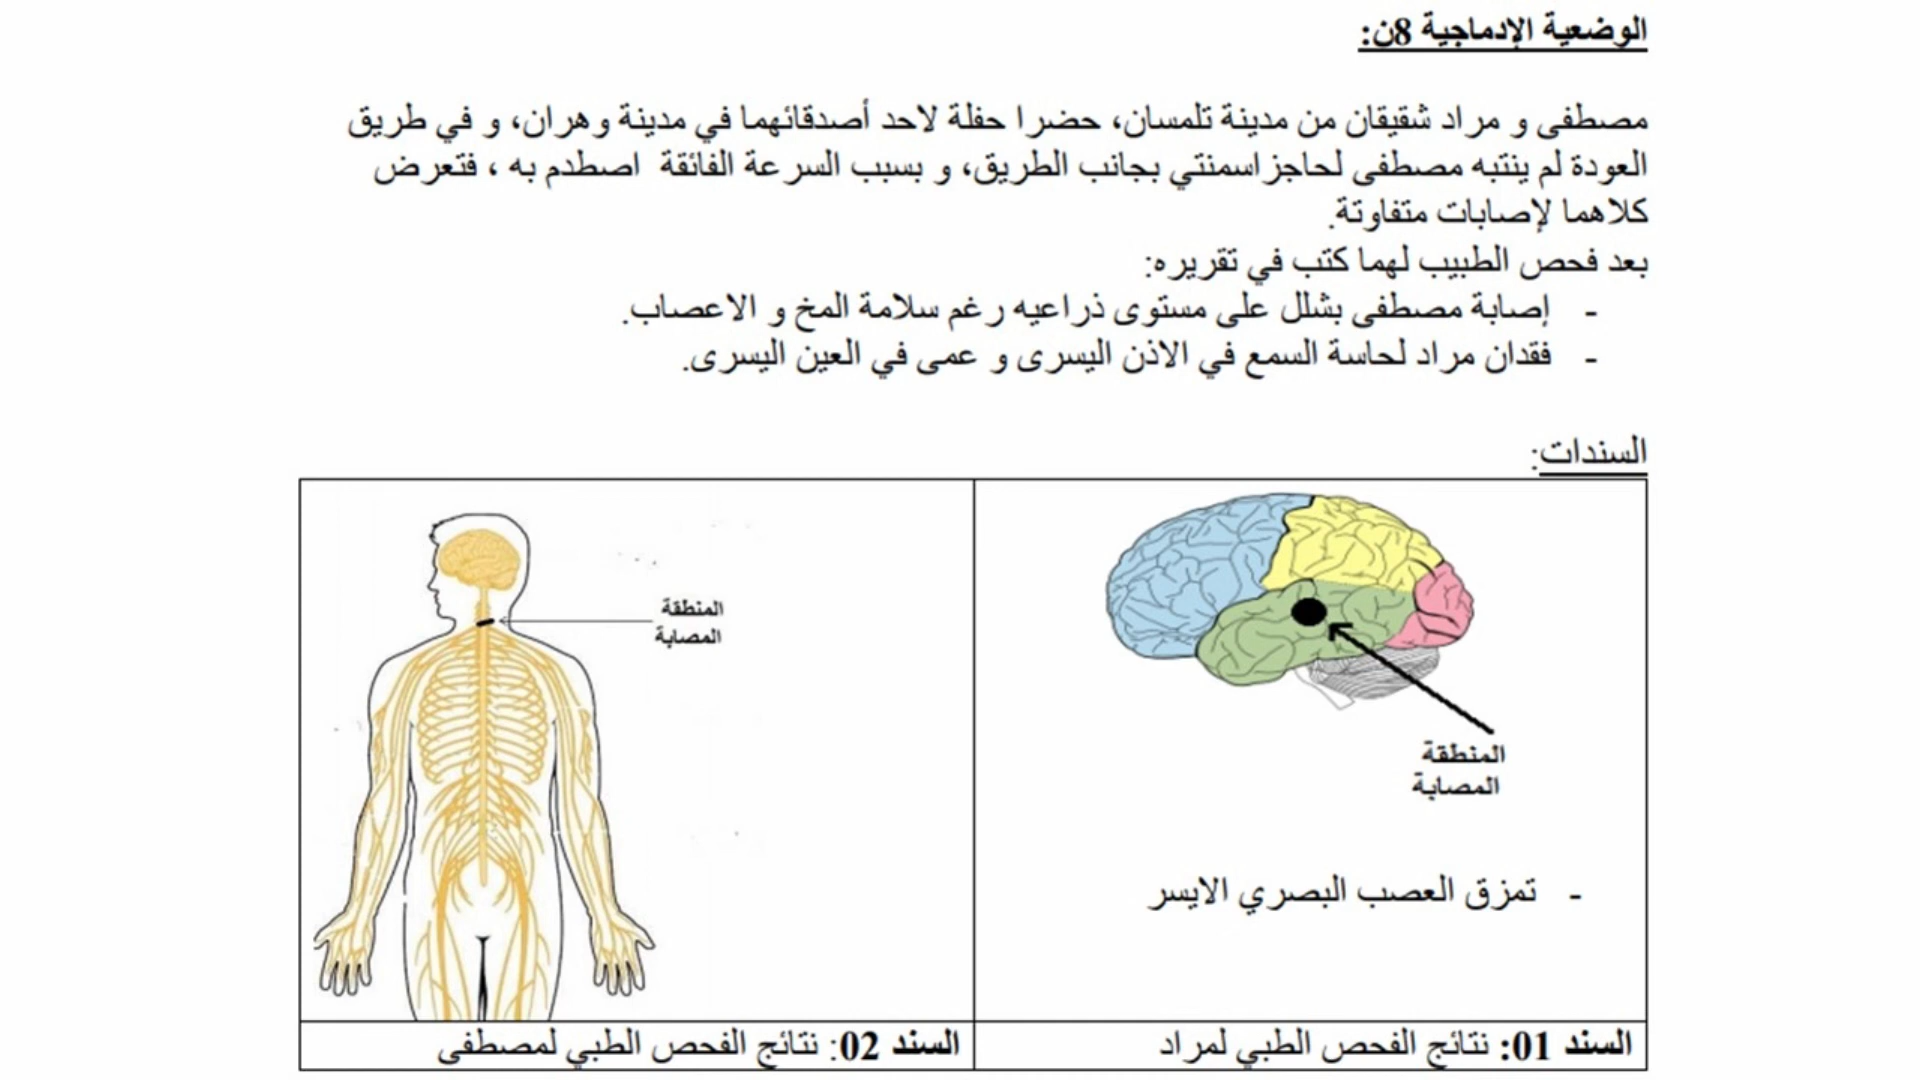 الوضعية الإدماجية 8ن:
مصطفى و مراد شقيقان من مدينة تلمسان، حضرا حفلة لاحد أصدقائهما في مدينة وهران، و في طريق
العودة لم ينتبه مصطفى لحاجز اسمنتي بجانب الطريق، و بسبب السرعة الفائقة اصطدم به ، فتعرض
كلاهما لإصابات متفاوتة.
بعد فحص الطبيب لهما كتب في تقريره:
- إصابة مصطفى بشلل على مستوى ذراعيه رغم سلامة المخ و الاعصاب.
- فقدان مراد لحاسة السمع في الاذن اليسرى و عمى في العين اليسرى.
السندات:
المنطقة
المصابة
- تمزق العصب البصري الايسر
السند 01: نتائج الفحص الطبي لمراد
المنطقة
المصابة
السند 02: نتائج الفحص الطبي لمصطفى